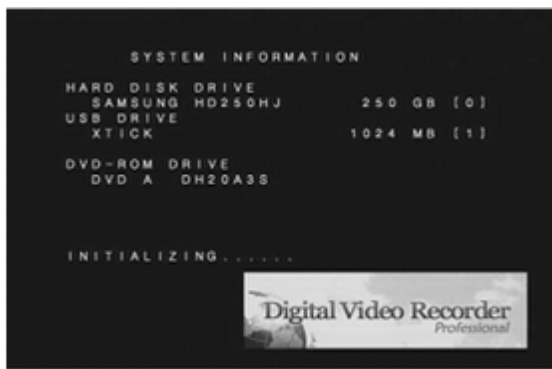 SYSTEM INFORMATION
HARD DISK DRIVE
SAMSUNG HD250HJ 250 GB [0]
USB DRIVE
XTICK 1024 MB [1]
DVD-ROM DRIVE
DVD A DH20A3S
INITIALIZING......
Digital Video Recorder
Professional